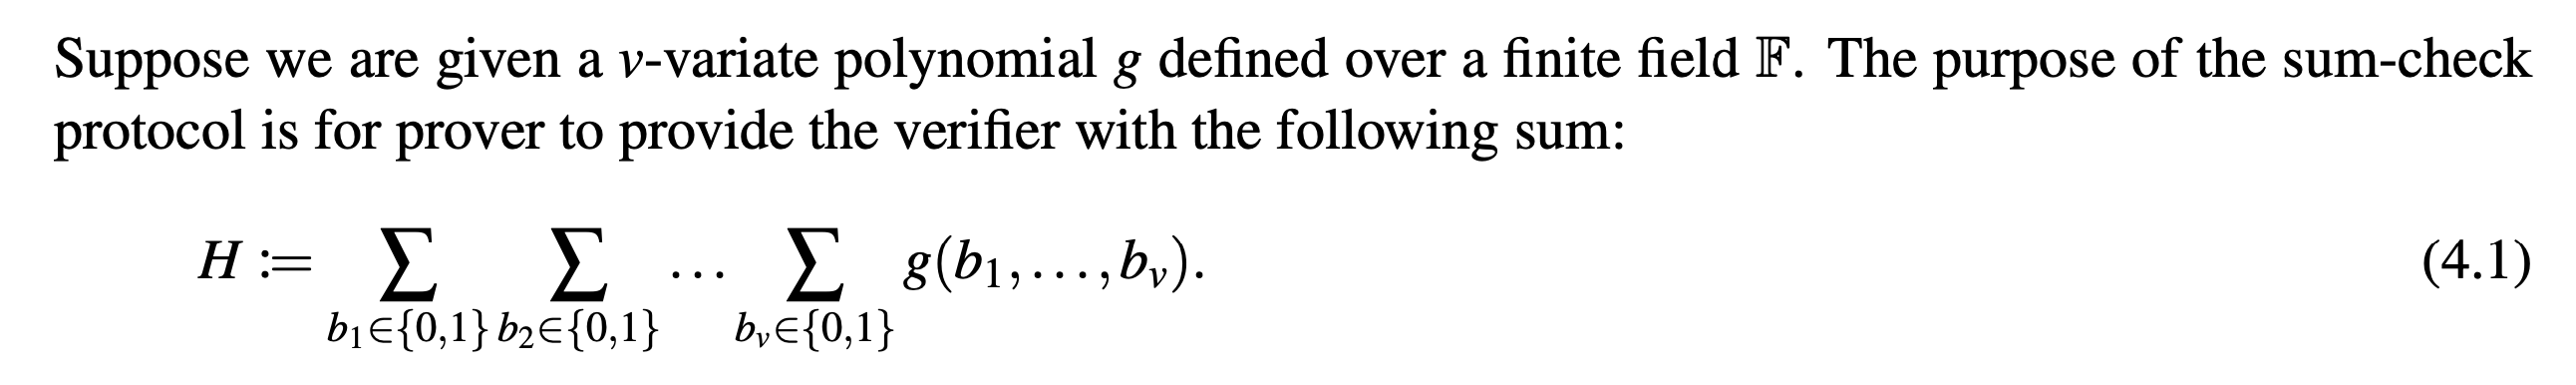 Suppose we are given a v-variate polynomial g defined over a finite field 𝔽. The purpose of the sum-check
protocol is for prover to provide the verifier with the following sum:
H := ∑_{b₁∈{0,1}} ∑_{b₂∈{0,1}} … ∑_{bᵥ∈{0,1}} g(b₁,…,bᵥ). (4.1)